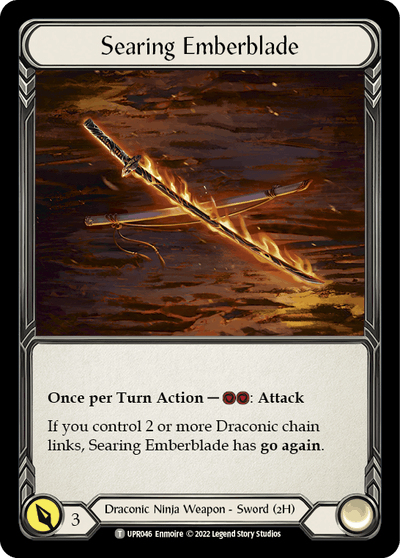 Searing Emberblade
Once per Turn Action — : Attack
If you control 2 or more Draconic chain
links, Searing Emberblade has go again.
3
Draconic Ninja Weapon - Sword (2H)
T UPR046 Enmoire © 2022 Legend Story Studios